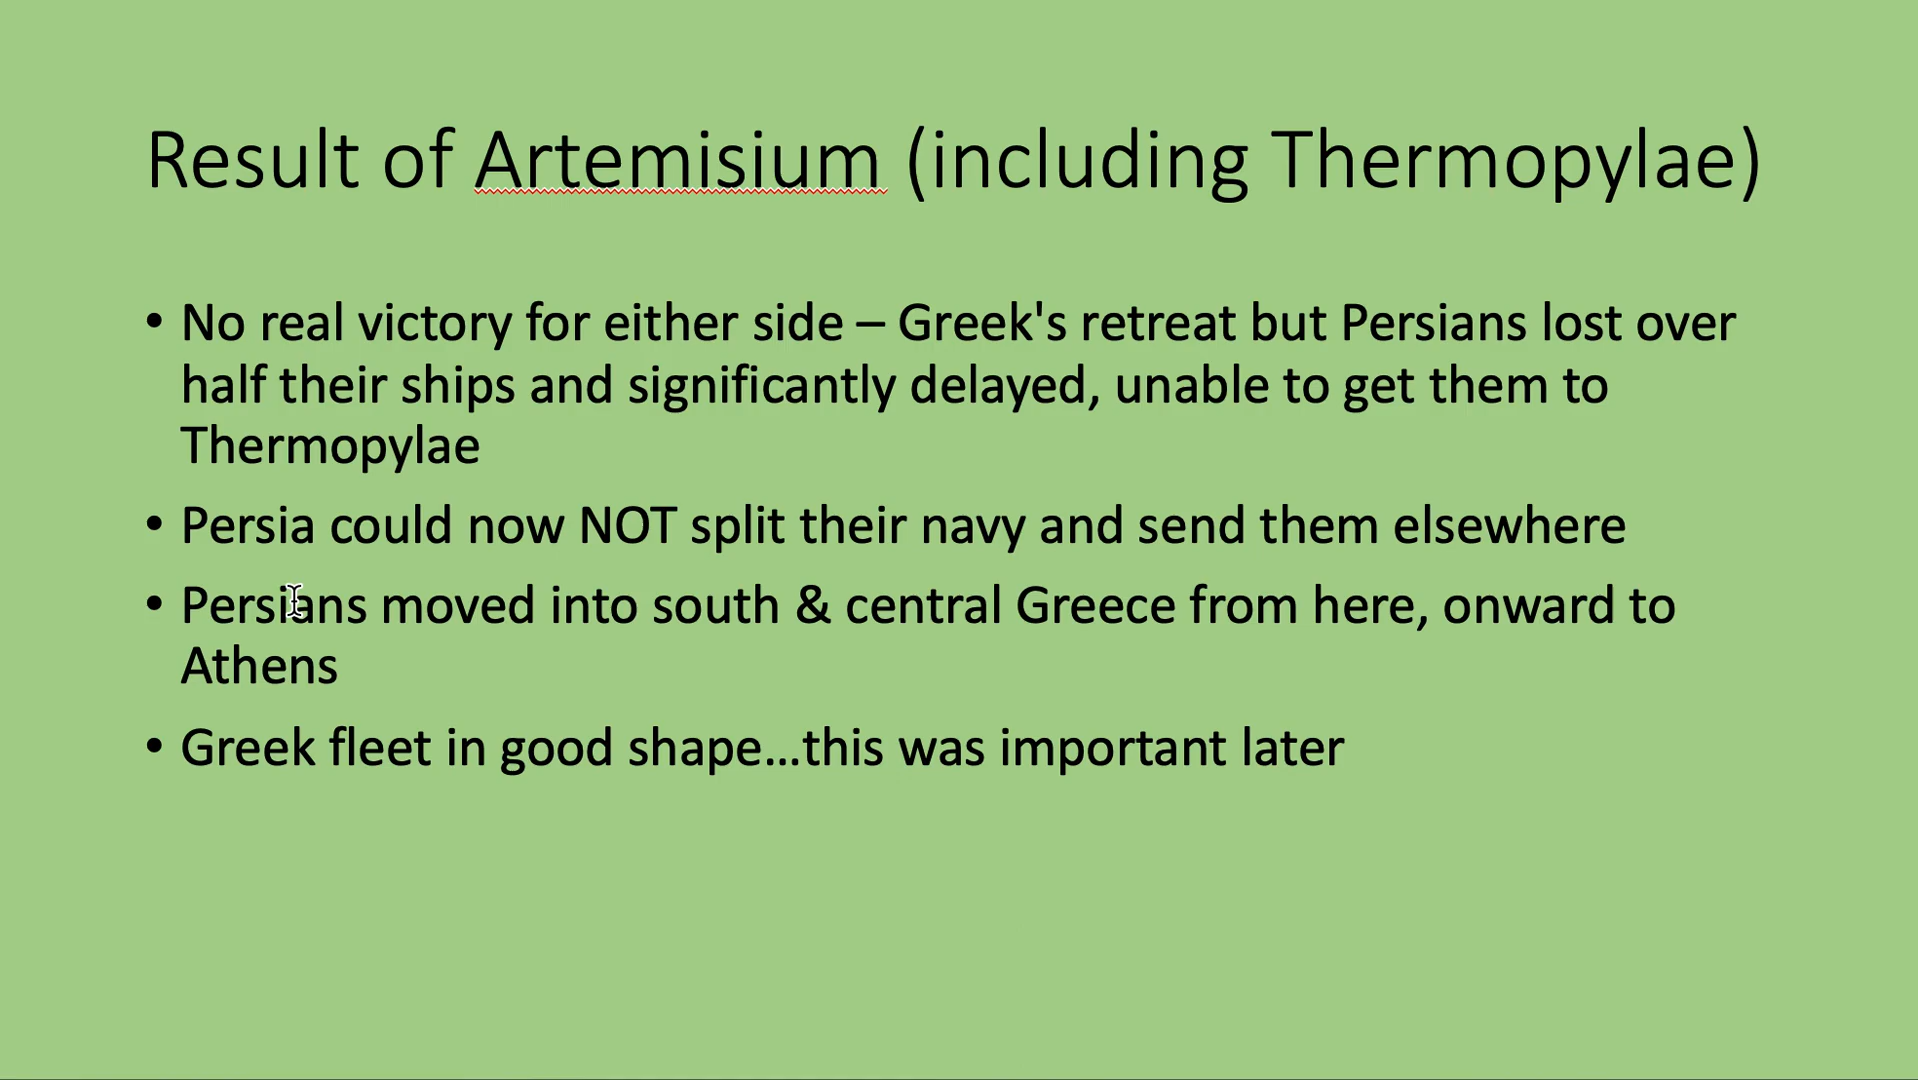 Result of Artemisium (including Thermopylae)
• No real victory for either side – Greek's retreat but Persians lost over
half their ships and significantly delayed, unable to get them to
Thermopylae
• Persia could now NOT split their navy and send them elsewhere
• Persians moved into south & central Greece from here, onward to
Athens
• Greek fleet in good shape…this was important later